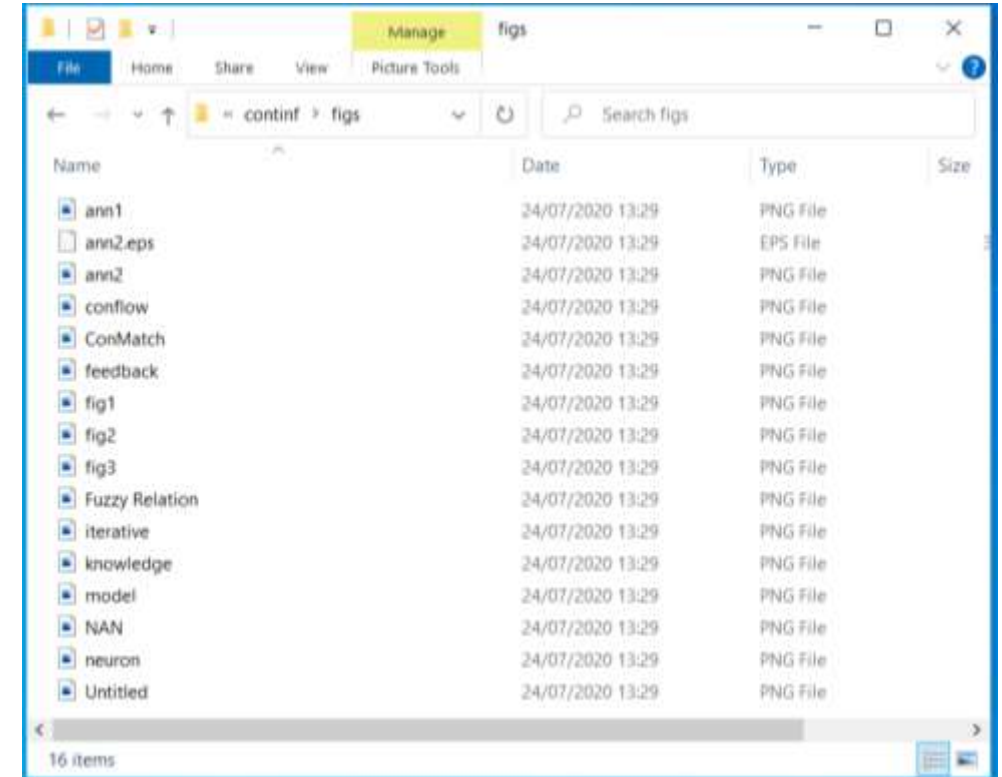 Manage figs
File Home Share View Picture Tools
« continf › figs Search figs
Name Date Type Size
ann1 24/07/2020 13:29 PNG File
ann2.eps 24/07/2020 13:29 EPS File
ann2 24/07/2020 13:29 PNG File
conflow 24/07/2020 13:29 PNG File
ConMatch 24/07/2020 13:29 PNG File
feedback 24/07/2020 13:29 PNG File
fig1 24/07/2020 13:29 PNG File
fig2 24/07/2020 13:29 PNG File
fig3 24/07/2020 13:29 PNG File
Fuzzy Relation 24/07/2020 13:29 PNG File
iterative 24/07/2020 13:29 PNG File
knowledge 24/07/2020 13:29 PNG File
model 24/07/2020 13:29 PNG File
NAN 24/07/2020 13:29 PNG File
neuron 24/07/2020 13:29 PNG File
Untitled 24/07/2020 13:29 PNG File
16 items